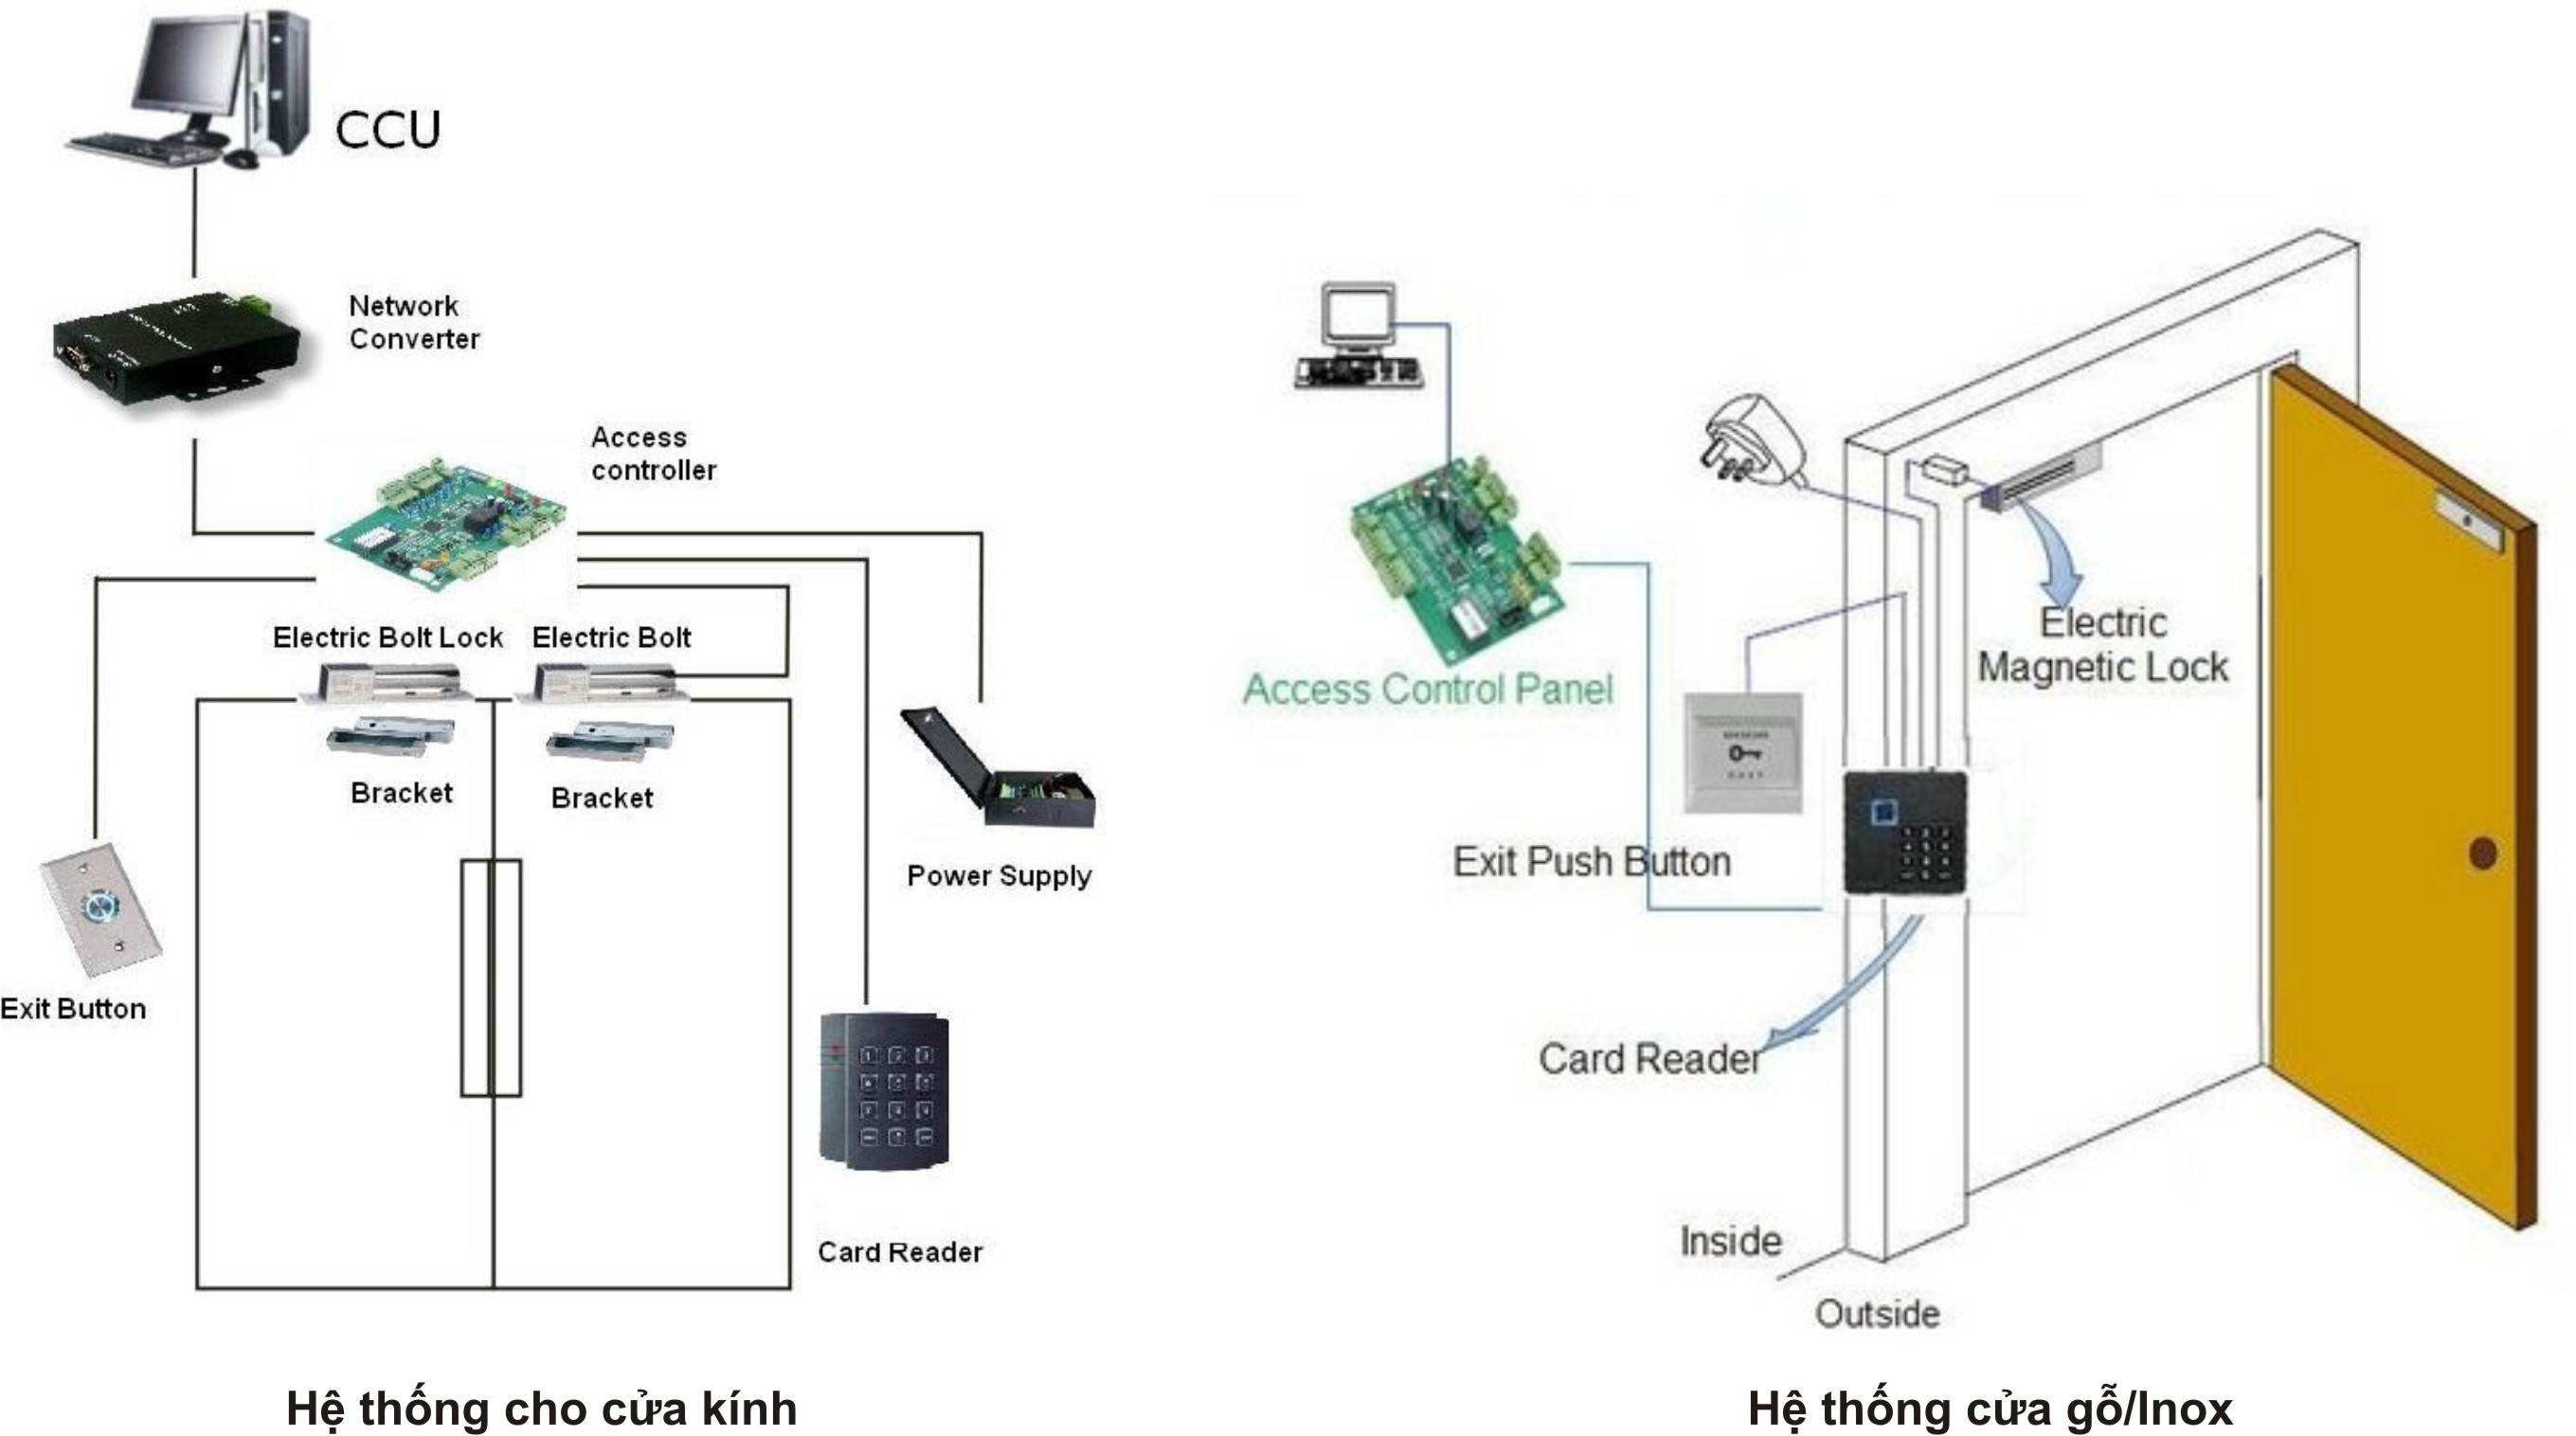 CCU
Network
Converter
Access
controller
Electric Bolt Lock
Electric Bolt
Bracket
Bracket
Power Supply
Exit Button
Card Reader
Hệ thống cho cửa kính
Access Control Panel
Electric
Magnetic Lock
Exit Push Button
Card Reader
Inside
Outside
Hệ thống cửa gỗ/Inox